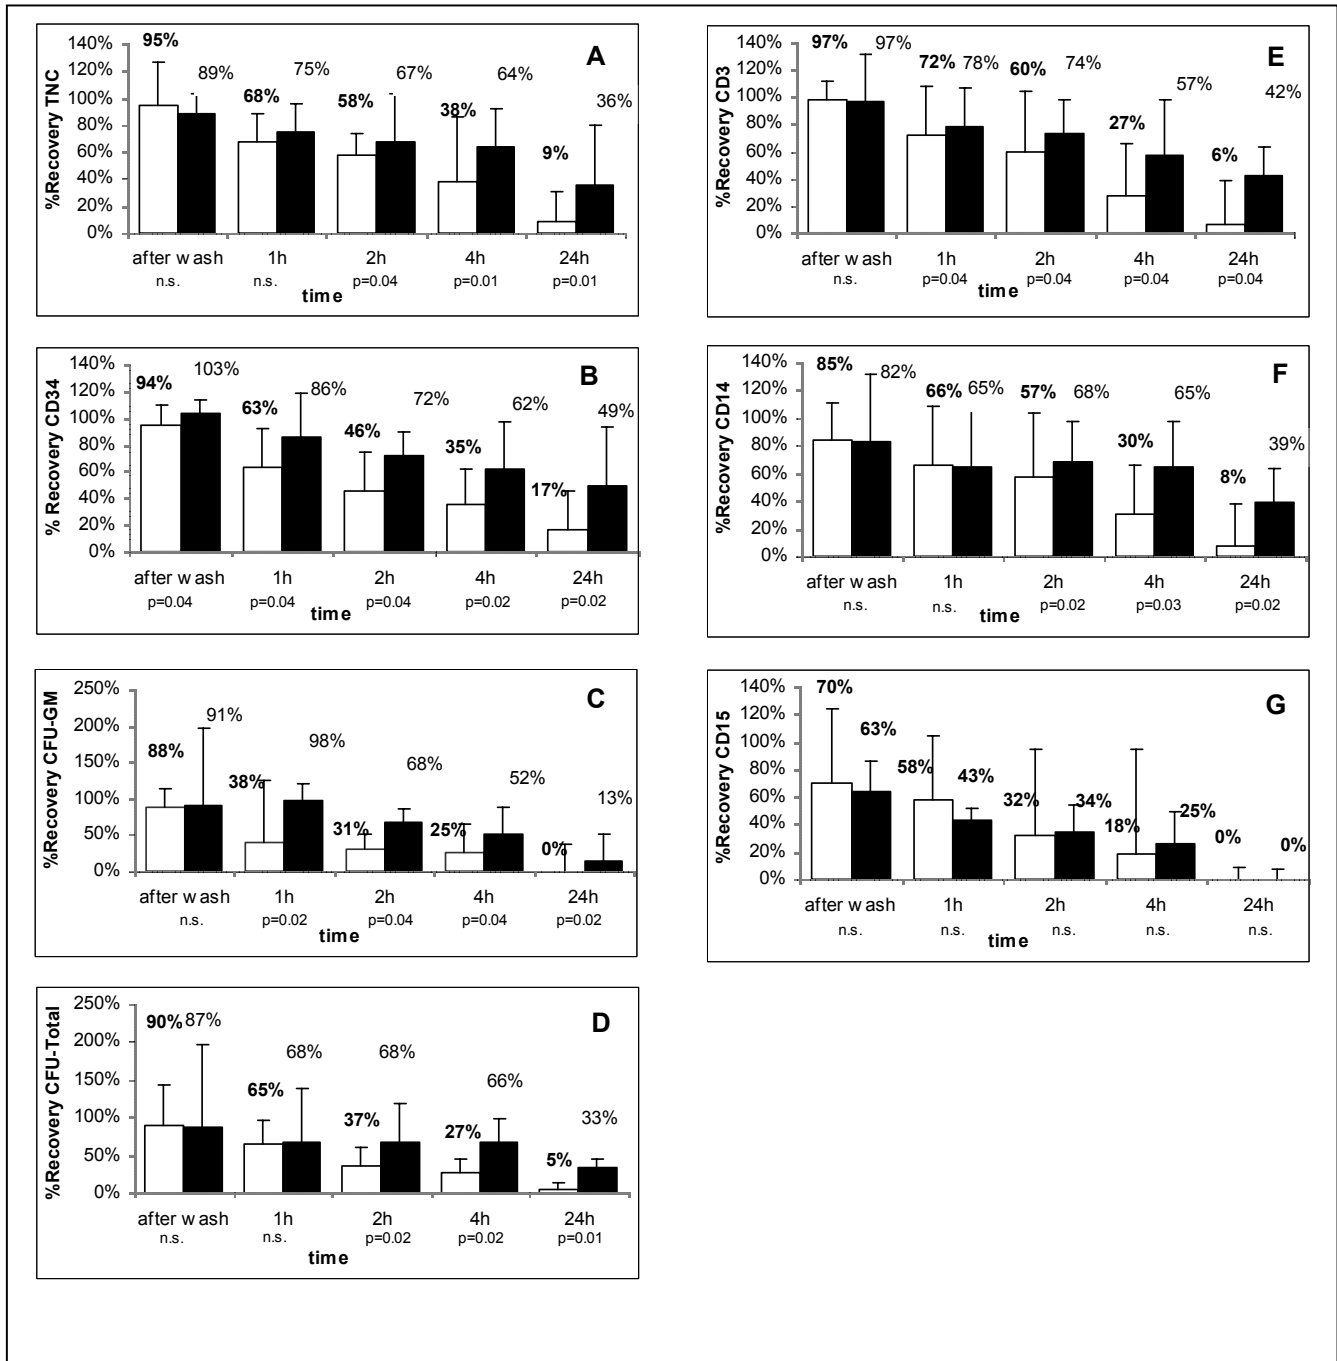 A
%Recovery TNC
140%
120%
100%
80%
60%
40%
20%
0%
95% 89% 68% 75% 58% 67% 38% 64% 9% 36%
after wash 1h 2h 4h 24h
n.s. n.s. p=0.04 p=0.01 p=0.01
time
B
% Recovery CD34
140%
120%
100%
80%
60%
40%
20%
0%
94% 103% 63% 86% 46% 72% 35% 62% 17% 49%
after wash 1h 2h 4h 24h
p=0.04 p=0.04 p=0.04 p=0.02 p=0.02
time
C
%Recovery CFU-GM
250%
200%
150%
100%
50%
0%
88% 91% 38% 98% 31% 68% 25% 52% 0% 13%
after wash 1h 2h 4h 24h
n.s. p=0.02 p=0.04 p=0.04 p=0.02
time
D
%Recovery CFU-Total
250%
200%
150%
100%
50%
0%
90% 87% 65% 68% 37% 68% 27% 66% 5% 33%
after wash 1h 2h 4h 24h
n.s. n.s. p=0.02 p=0.02 p=0.01
time
E
%Recovery CD3
140%
120%
100%
80%
60%
40%
20%
0%
97% 97% 72% 78% 60% 74% 27% 57% 6% 42%
after wash 1h 2h 4h 24h
n.s. p=0.04 p=0.04 p=0.04 p=0.04
time
F
%Recovery CD14
140%
120%
100%
80%
60%
40%
20%
0%
85% 82% 66% 65% 57% 68% 30% 65% 8% 39%
after wash 1h 2h 4h 24h
n.s. n.s. p=0.02 p=0.03 p=0.02
time
G
%Recovery CD15
140%
120%
100%
80%
60%
40%
20%
0%
70% 63% 58% 43% 32% 34% 18% 25% 0% 0%
after wash 1h 2h 4h 24h
n.s. n.s. n.s. n.s. n.s.
time